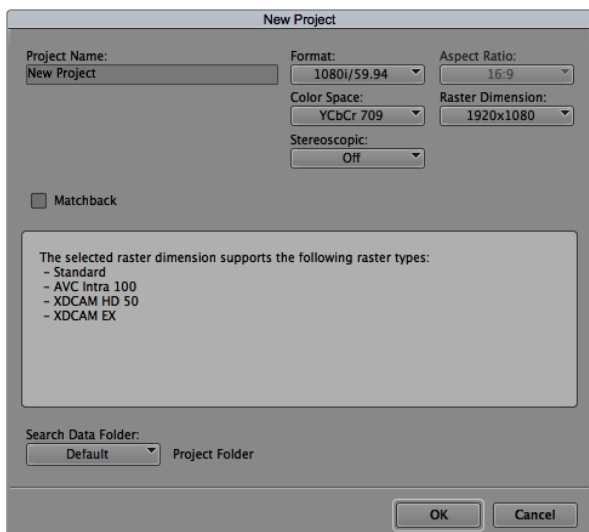 New Project
Project Name:
New Project
Format:
1080i/59.94
Aspect Ratio:
16:9
Color Space:
YCbCr 709
Raster Dimension:
1920x1080
Stereoscopic:
Off
Matchback
The selected raster dimension supports the following raster types:
- Standard
- AVC Intra 100
- XDCAM HD 50
- XDCAM EX
Search Data Folder:
Default
Project Folder
OK
Cancel